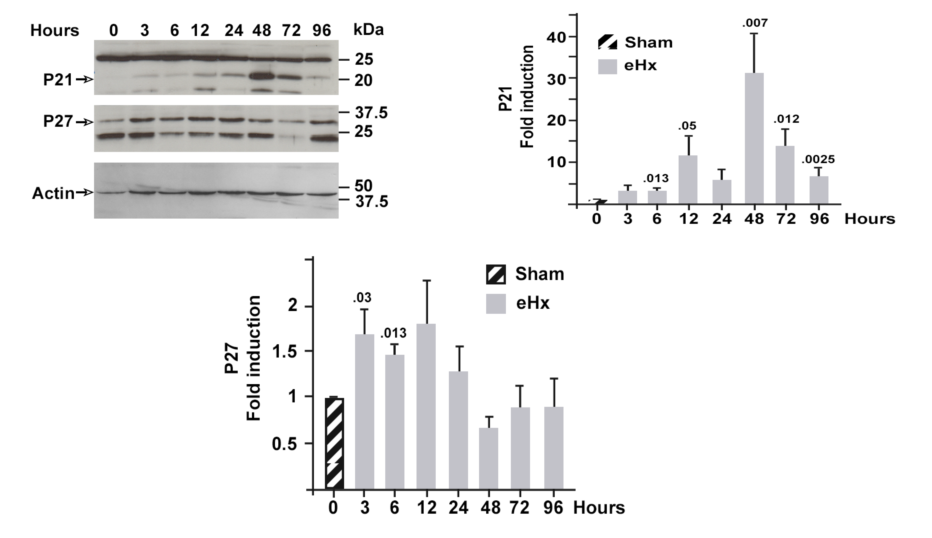 Hours 0 3 6 12 24 48 72 96 kDa
25
P21 20
37.5
P27
25
50
Actin
37.5
P21
Fold induction
40
30
20
10
Sham
eHx
.013
.05
.007
.012
.0025
0 3 6 12 24 48 72 96 Hours
P27
Fold induction
2
1.5
1
0.5
Sham
eHx
.03
.013
0 3 6 12 24 48 72 96 Hours